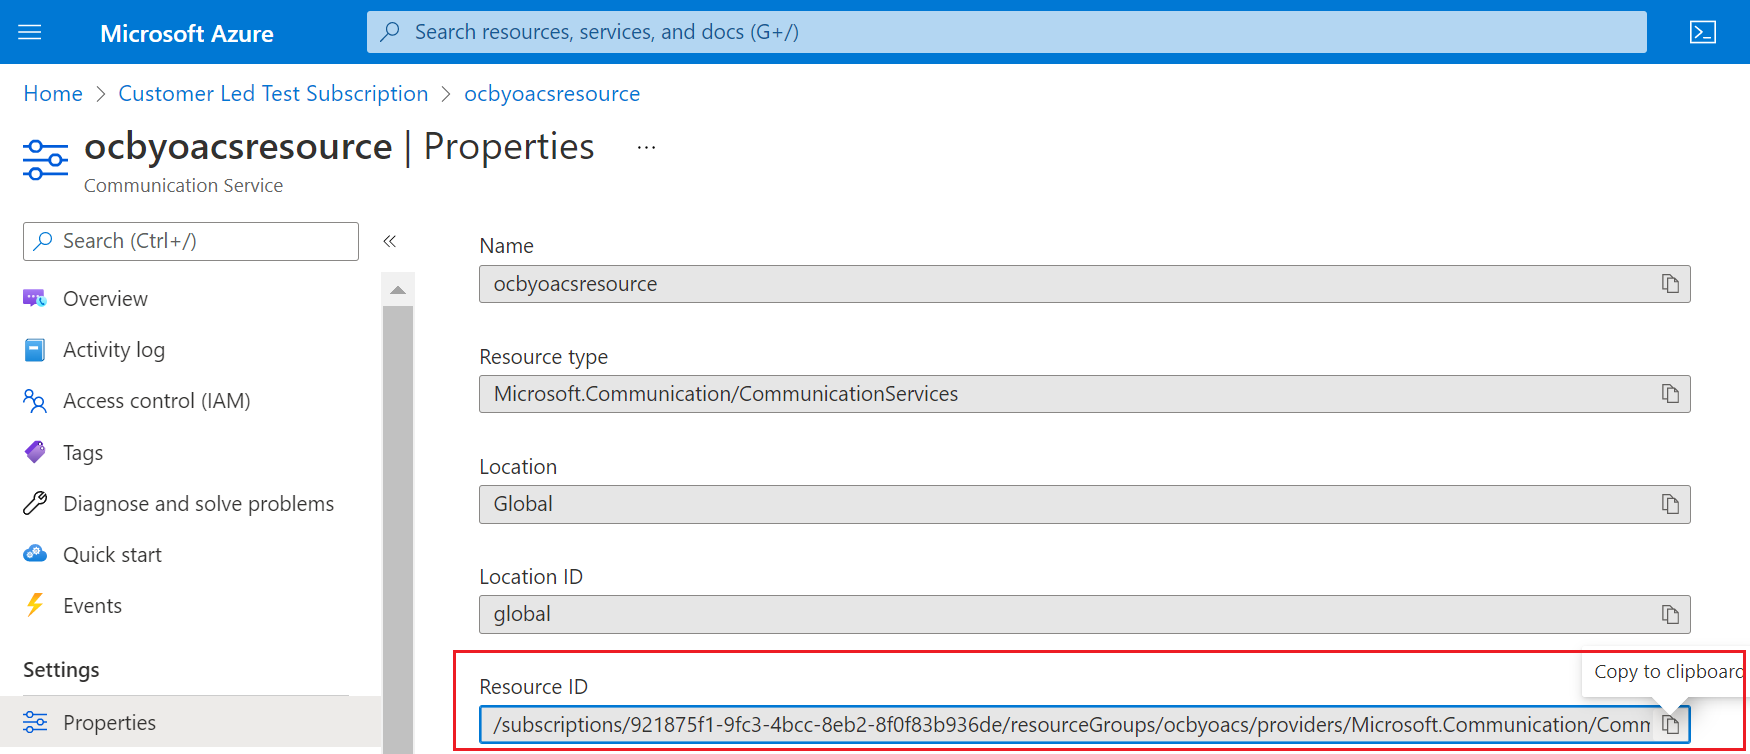 Microsoft Azure
Search resources, services, and docs (G+/)
Home > Customer Led Test Subscription > ocbyoacsresource
ocbyoacsresource | Properties ...
Communication Service
Search (Ctrl+/)
«
Overview
Activity log
Access control (IAM)
Tags
Diagnose and solve problems
Quick start
Events
Settings
Properties
Name
ocbyoacsresource
Resource type
Microsoft.Communication/CommunicationServices
Location
Global
Location ID
global
Copy to clipboard
Resource ID
/subscriptions/921875f1-9fc3-4bcc-8eb2-8f0f83b936de/resourceGroups/ocbyoacs/providers/Microsoft.Communication/Comm